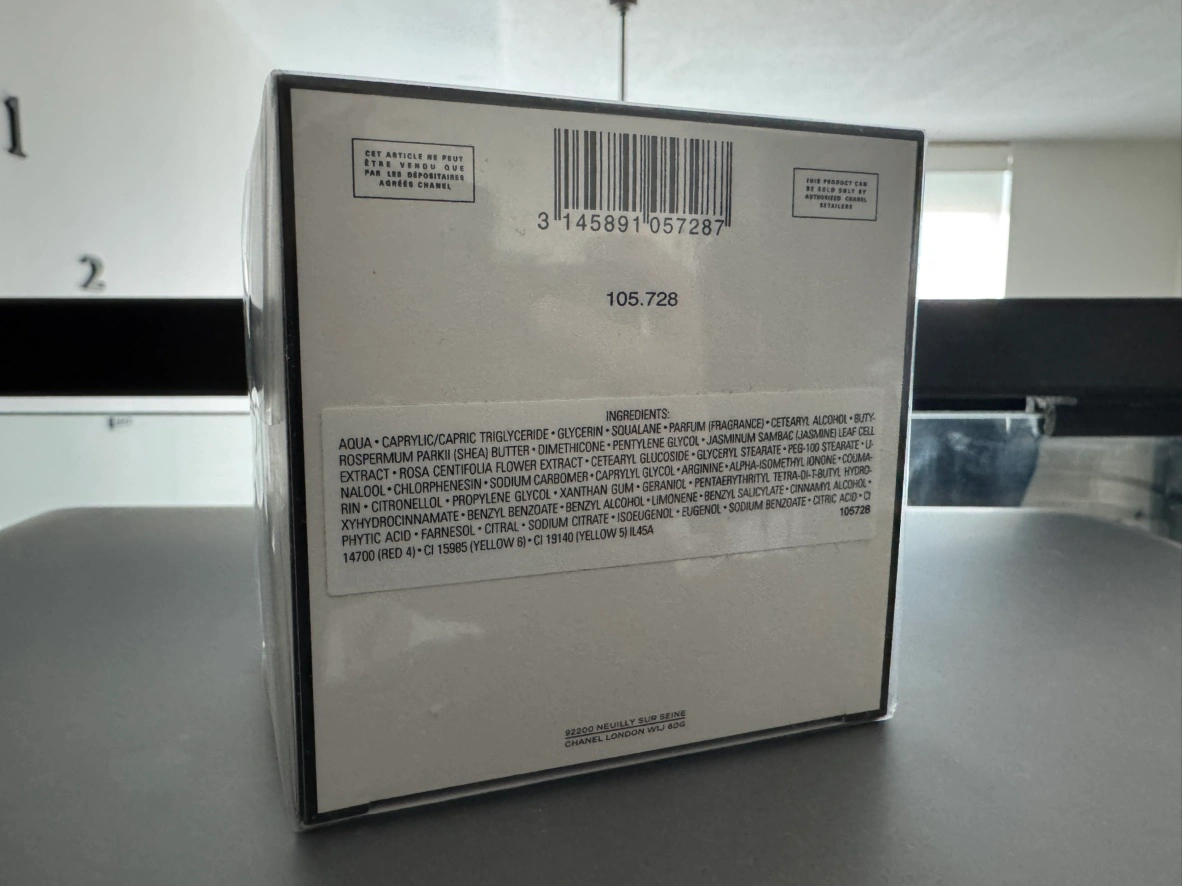 1
2
CET ARTICLE NE PEUT
ÊTRE VENDU QUE
PAR LES DÉPOSITAIRES
AGRÉÉS CHANEL
3 145891 057287
THIS PRODUCT CAN
BE SOLD ONLY BY
AUTHORIZED CHANEL
RETAILERS
105.728
INGREDIENTS:
AQUA • CAPRYLIC/CAPRIC TRIGLYCERIDE • GLYCERIN • SQUALANE • PARFUM (FRAGRANCE) • CETEARYL ALCOHOL • BUTY-
ROSPERMUM PARKII (SHEA) BUTTER • DIMETHICONE • PENTYLENE GLYCOL • JASMINUM SAMBAC (JASMINE) LEAF CELL
EXTRACT • ROSA CENTIFOLIA FLOWER EXTRACT • CETEARYL GLUCOSIDE • GLYCERYL STEARATE • PEG-100 STEARATE • LI-
NALOOL • CHLORPHENESIN • SODIUM CARBOMER • CAPRYLYL GLYCOL • ARGININE • ALPHA-ISOMETHYL IONONE • COUMA-
RIN • CITRONELLOL • PROPYLENE GLYCOL • XANTHAN GUM • GERANIOL • PENTAERYTHRITYL TETRA-DI-T-BUTYL HYDRO-
XYHYDROCINNAMATE • BENZYL BENZOATE • BENZYL ALCOHOL • LIMONENE • BENZYL SALICYLATE • CINNAMYL ALCOHOL •
PHYTIC ACID • FARNESOL • CITRAL • SODIUM CITRATE • ISOEUGENOL • EUGENOL • SODIUM BENZOATE • CITRIC ACID • CI
14700 (RED 4) • CI 15985 (YELLOW 6) • CI 19140 (YELLOW 5) IL45A
105728
92200 NEUILLY SUR SEINE
CHANEL LONDON W1J 6DG